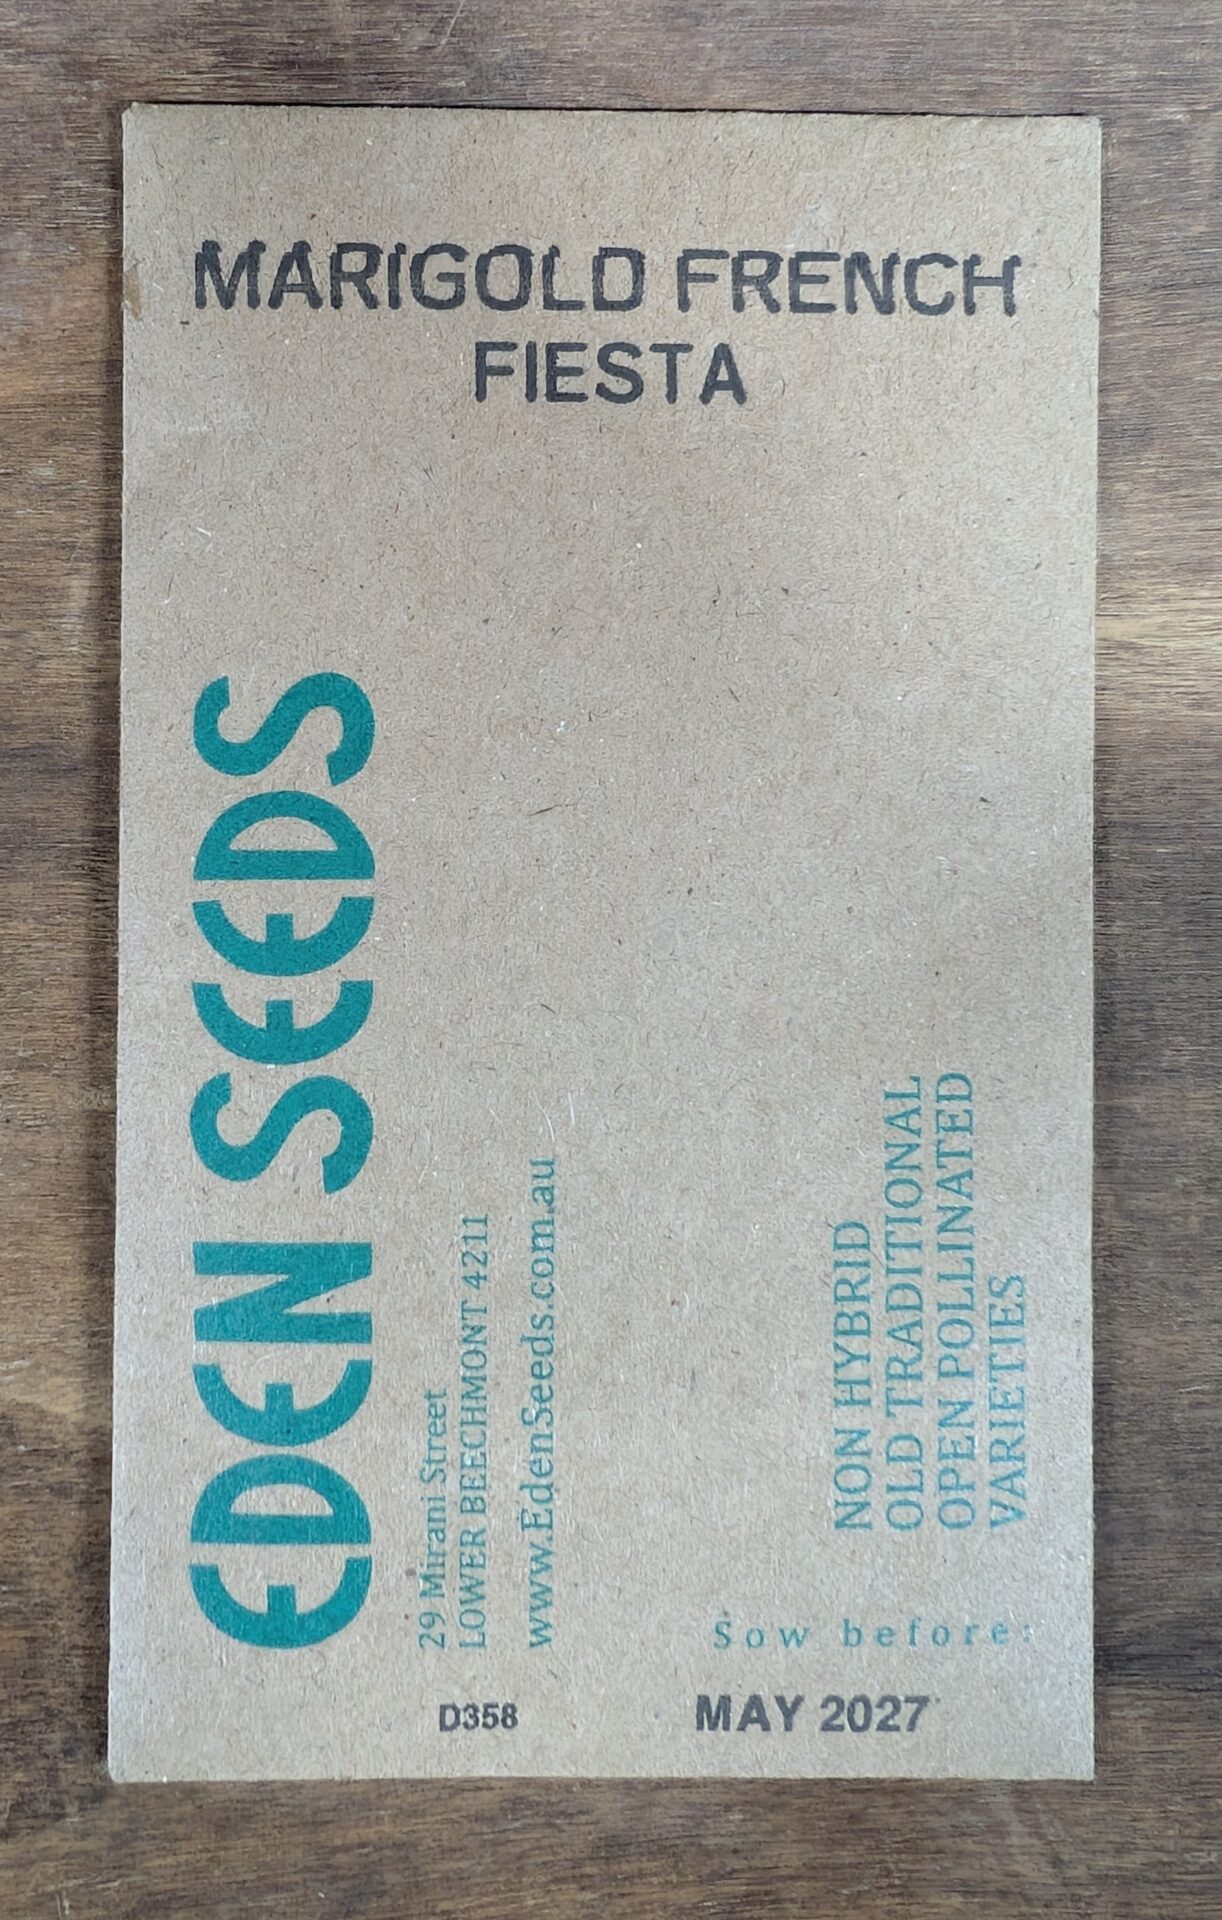 MARIGOLD FRENCH
FIESTA
EDEN SEEDS
29 Mirani Street
LOWER BEECHMONT 4211
www.EdenSeeds.com.au
NON HYBRID
OLD TRADITIONAL
OPEN POLLINATED
VARIETIES
Sow before:
D358
MAY 2027